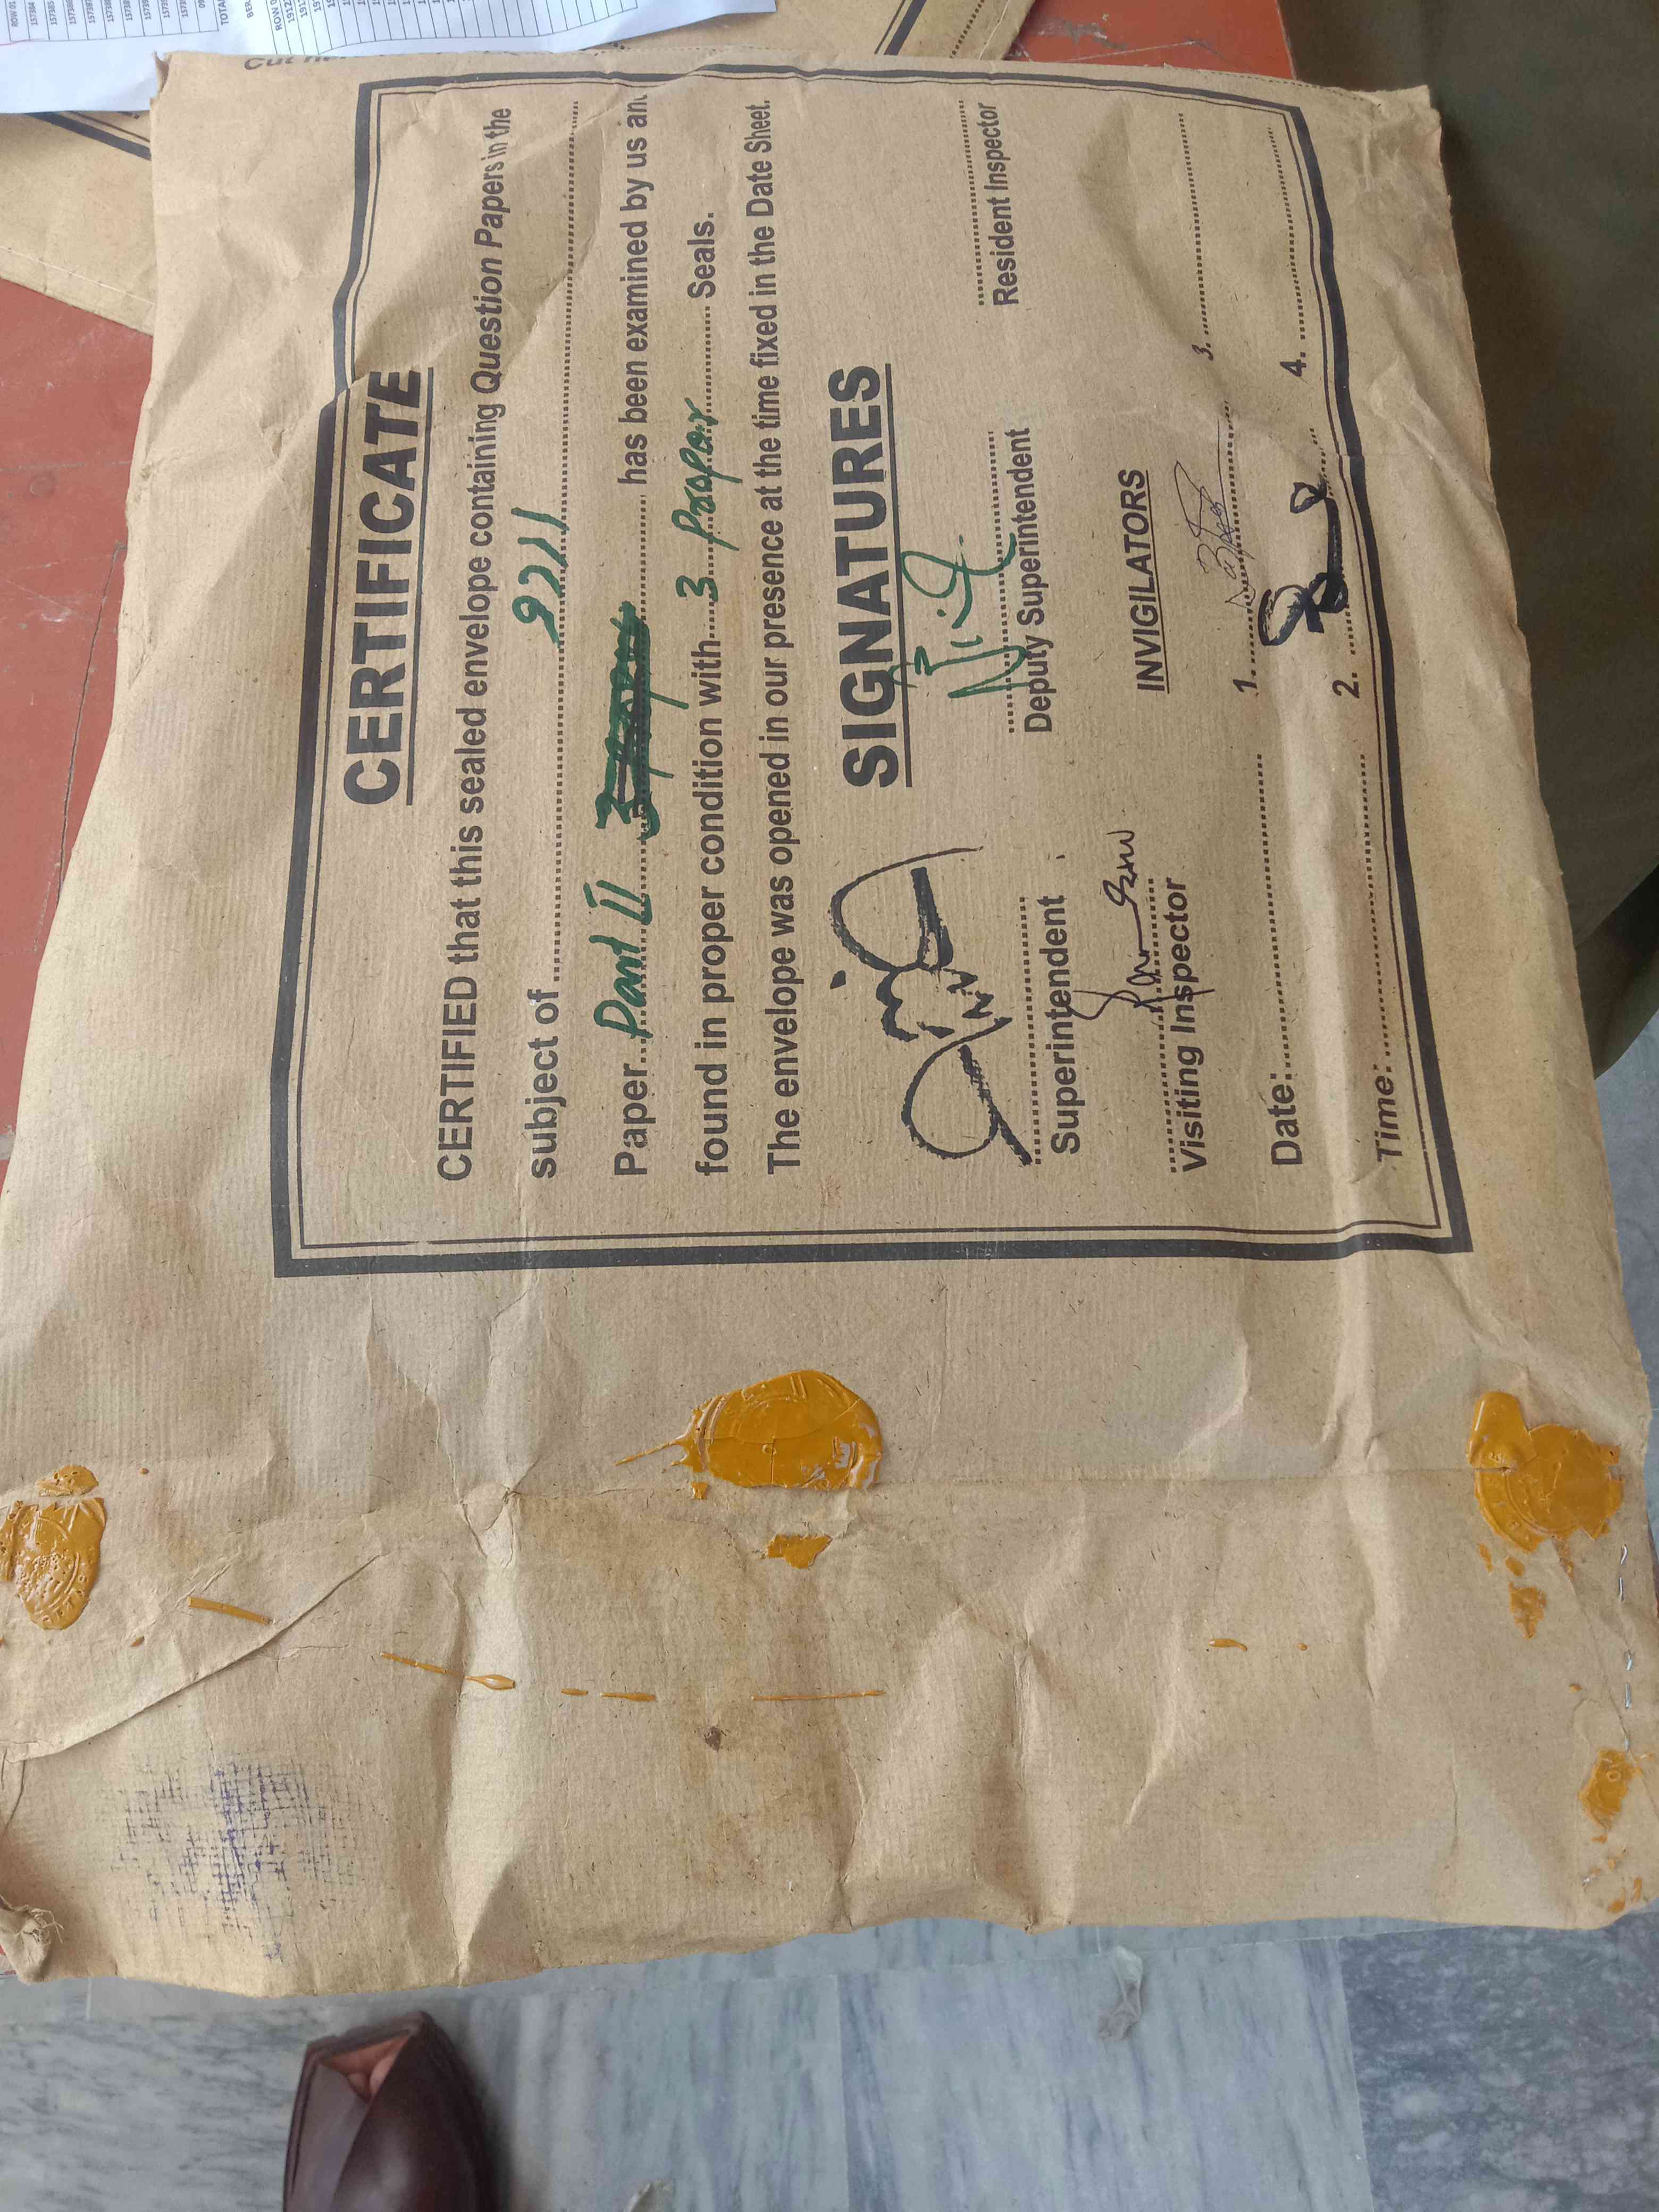 Cut
CERTIFICATE
CERTIFIED that this sealed envelope containing Question Papers in the
subject of ..........................
Paper... Part II ........ has been examined by us and
found in proper condition with.....3.... Papar ........ Seals.
The envelope was opened in our presence at the time fixed in the Date Sheet.
SIGNATURES
Superintendent Deputy Superintendent Resident Inspector
Visiting Inspector
INVIGILATORS
Date:.......................... 1. .......................... 3. ..........................
Time:.......................... 2. .......................... 4. ..........................